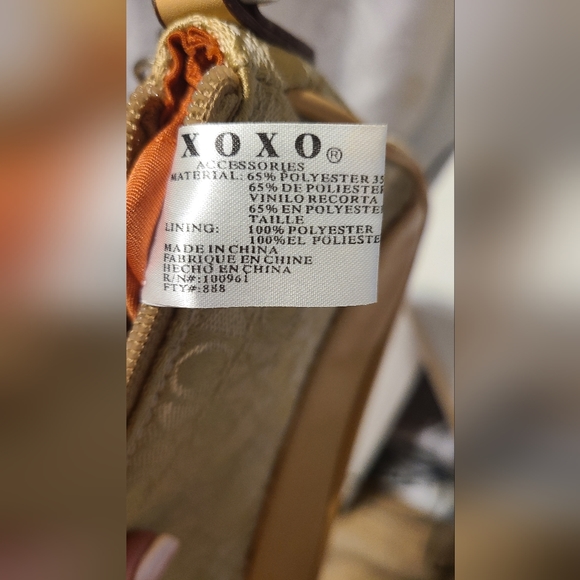 XOXO®
ACCESSORIES
MATERIAL: 65% POLYESTER 35
65% DE POLIESTER
VINILO RECORTA
65% EN POLYESTER
TAILLE
LINING: 100% POLYESTER
100%EL POLIESTE
MADE IN CHINA
FABRIQUE EN CHINE
HECHO EN CHINA
R/N#:100961
FTY#:888